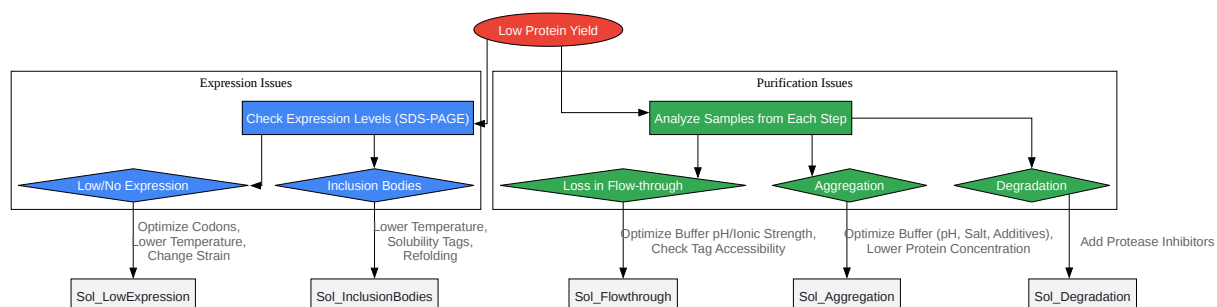 Low Protein Yield
Expression Issues
Purification Issues
Check Expression Levels (SDS-PAGE)
Analyze Samples from Each Step
Low/No Expression
Inclusion Bodies
Loss in Flow-through
Aggregation
Degradation
Optimize Codons,
Lower Temperature,
Change Strain
Lower Temperature,
Solubility Tags,
Refolding
Optimize Buffer pH/Ionic Strength,
Check Tag Accessibility
Optimize Buffer (pH, Salt, Additives),
Lower Protein Concentration
Add Protease Inhibitors
Sol_LowExpression
Sol_InclusionBodies
Sol_Flowthrough
Sol_Aggregation
Sol_Degradation